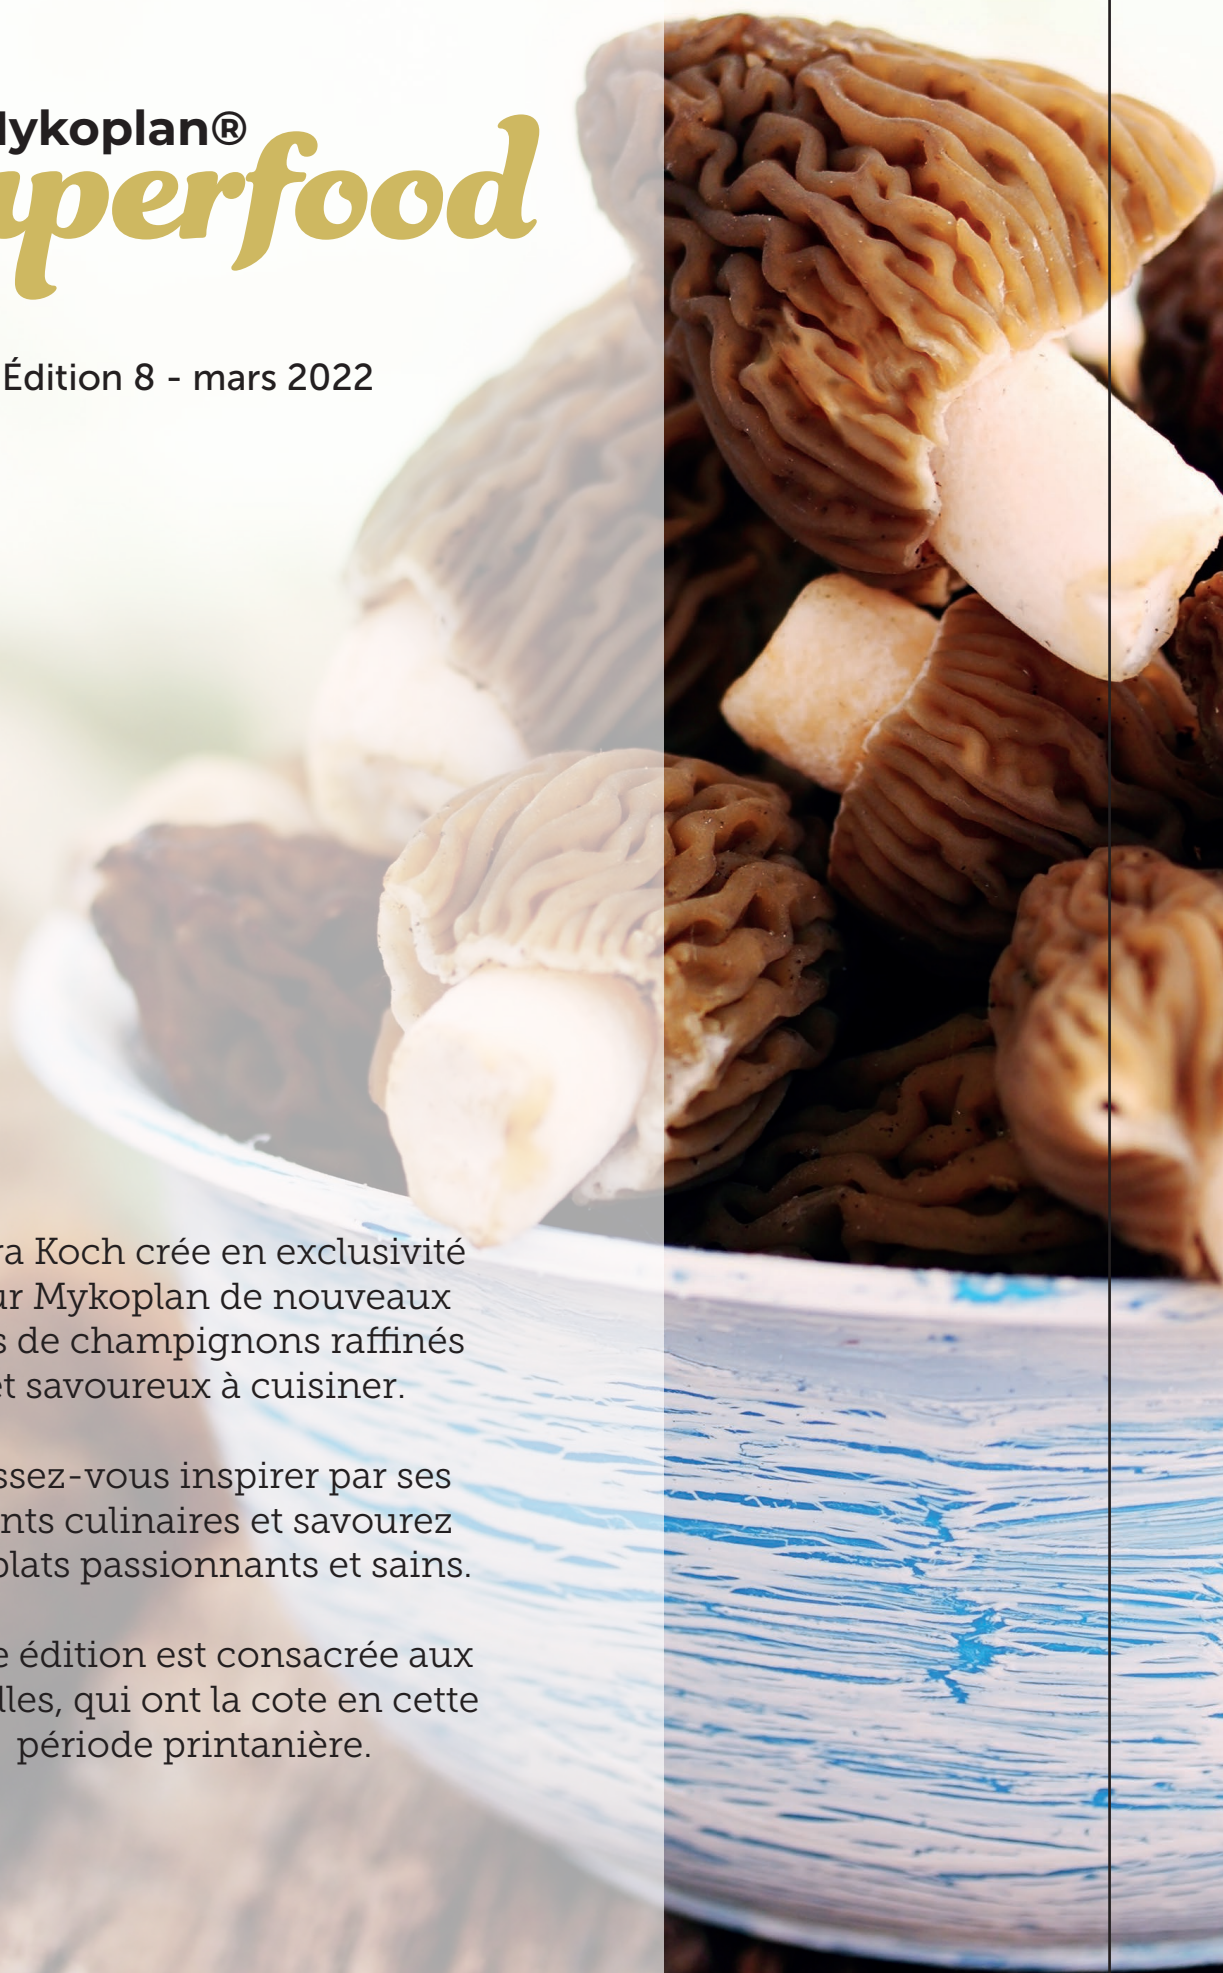 ykoplan®
perfood
Édition 8 - mars 2022
ra Koch crée en exclusivité
ur Mykoplan de nouveaux
s de champignons raffinés
et savoureux à cuisiner.
ssez-vous inspirer par ses
nts culinaires et savourez
plats passionnants et sains.
e édition est consacrée aux
lles, qui ont la cote en cette
période printanière.